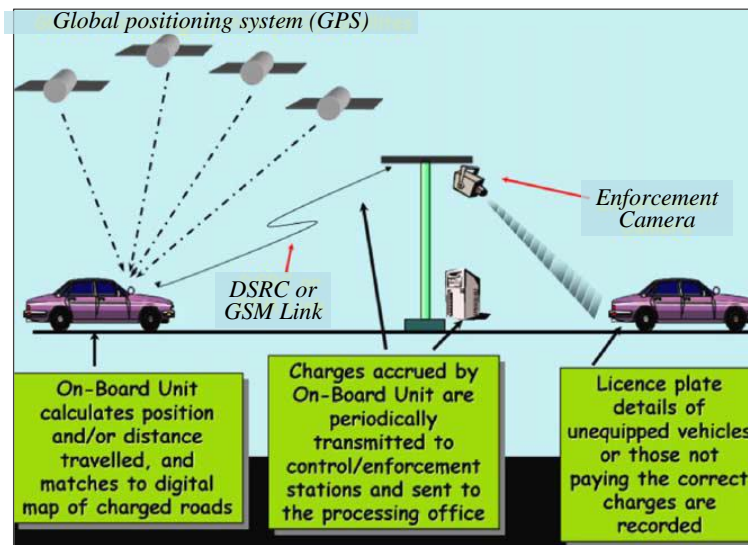 Global positioning system (GPS)
Enforcement
Camera
DSRC or
GSM Link
On-Board Unit
calculates position
and/or distance
travelled, and
matches to digital
map of charged roads
Charges accrued by
On-Board Unit are
periodically
transmitted to
control/enforcement
stations and sent to
the processing office
Licence plate
details of
unequipped vehicles
or those not
paying the correct
charges are
recorded